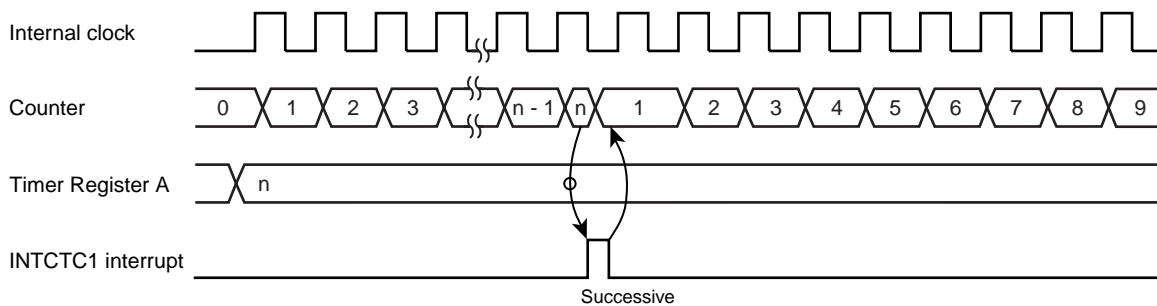 Internal clock
Counter 0 1 2 3 n - 1 n 1 2 3 4 5 6 7 8 9
Timer Register A n
INTCTC1 interrupt
Successive